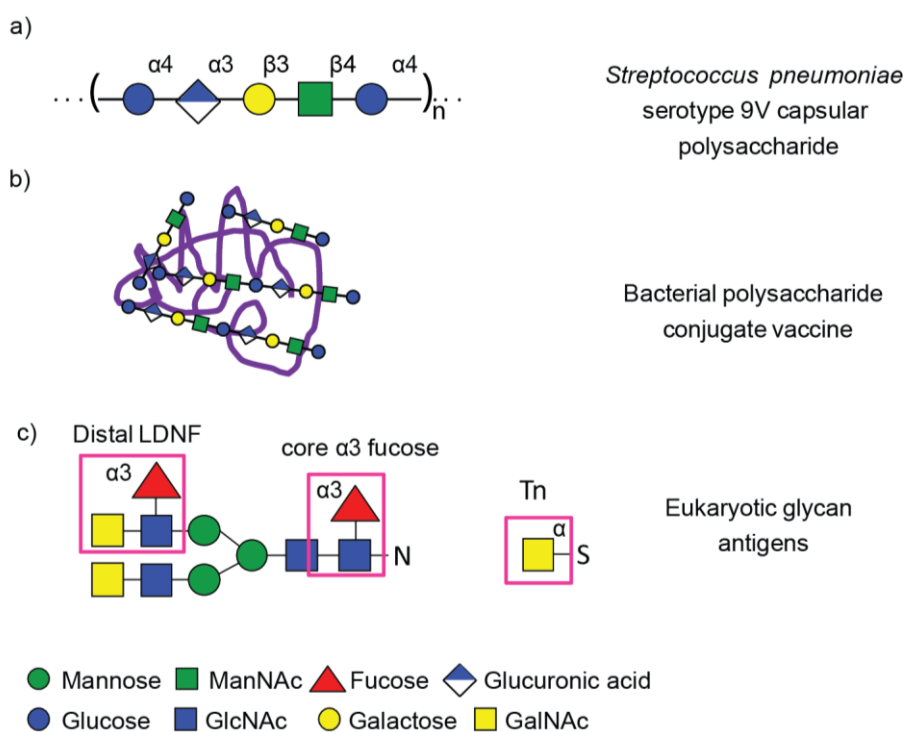 a)
α4 α3 β3 β4 α4
··· ( ) n ···
Streptococcus pneumoniae
serotype 9V capsular
polysaccharide
b)
Bacterial polysaccharide
conjugate vaccine
c)
Distal LDNF
α3
core α3 fucose
α3
N
Tn
α
S
Eukaryotic glycan
antigens
Mannose ManNAc Fucose Glucuronic acid
Glucose GlcNAc Galactose GalNAc